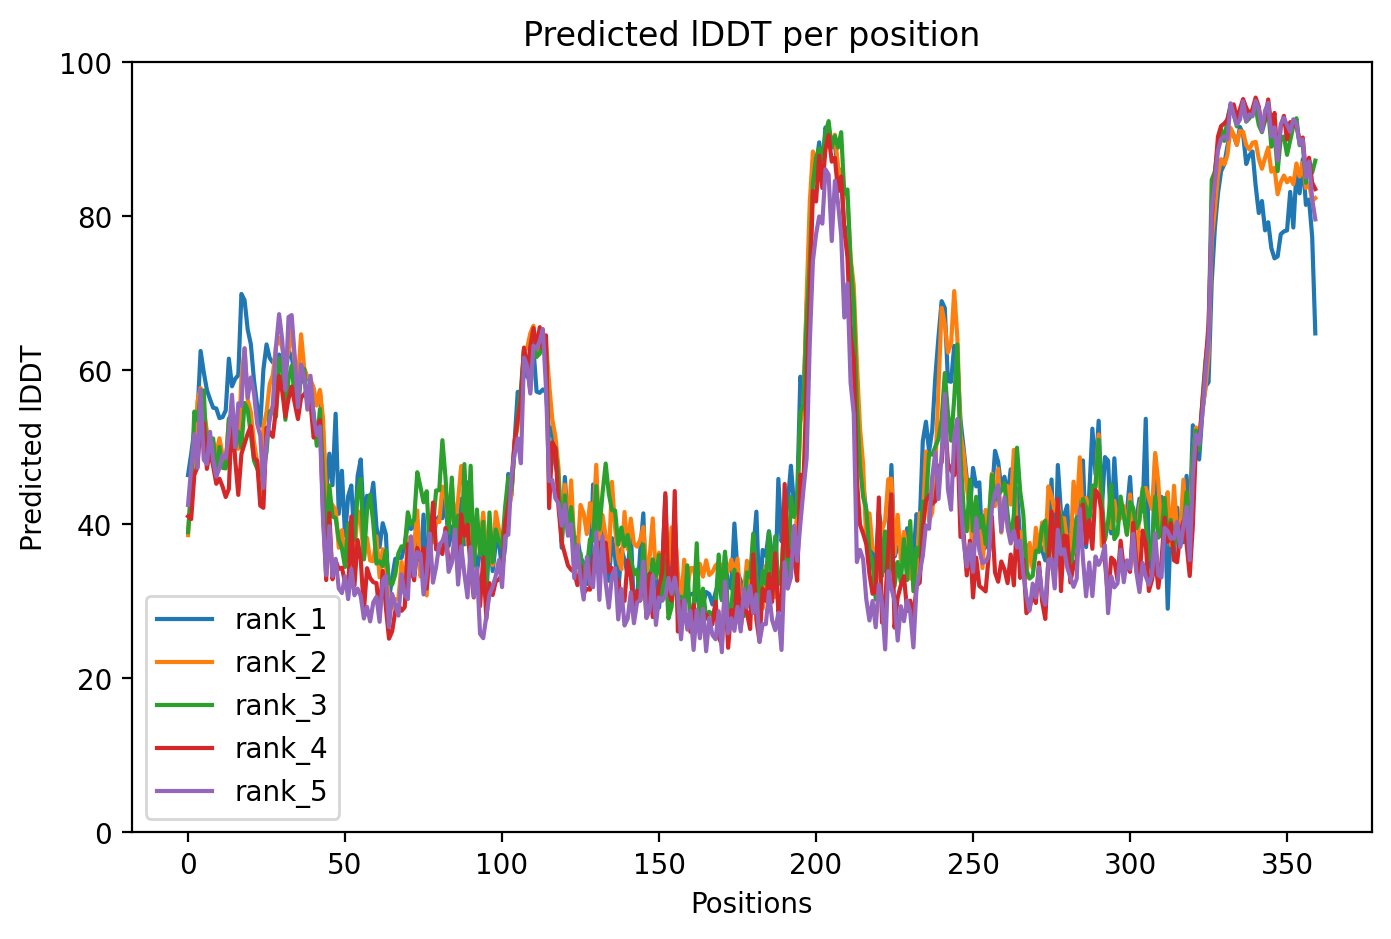 Predicted lDDT per position
Predicted lDDT
100
80
60
40
20
0
rank_1
rank_2
rank_3
rank_4
rank_5
0 50 100 150 200 250 300 350
Positions